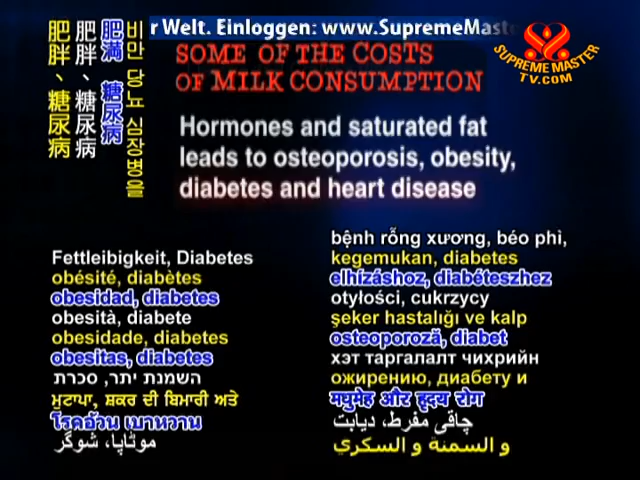 r Welt. Einloggen: www.SupremeMaste
SUPREME MASTER
TV.COM
SOME OF THE COSTS
OF MILK CONSUMPTION
Hormones and saturated fat
leads to osteoporosis, obesity,
diabetes and heart disease
肥胖、糖尿病
肥胖、糖尿病
肥満 糖尿病
비만 당뇨 심장병을
Fettleibigkeit, Diabetes
obésité, diabètes
obesidad, diabetes
obesità, diabete
obesidade, diabetes
obesitas, diabetes
השמנת יתר, סכרת
ਮੁਟਾਪਾ, ਸ਼ਕਰ ਦੀ ਬਿਮਾਰੀ ਅਤੇ
โรคอ้วน เบาหวาน
موٹاپا، شوگر
bệnh rỗng xương, béo phì,
kegemukan, diabetes
elhízáshoz, diabéteszhez
otyłości, cukrzycy
şeker hastalığı ve kalp
osteoporoză, diabet
хэт таргалалт чихрийн
ожирению, диабету и
मधुमेह और हृदय रोग
چاقی مفرط، دیابت
و السمنة و السكري